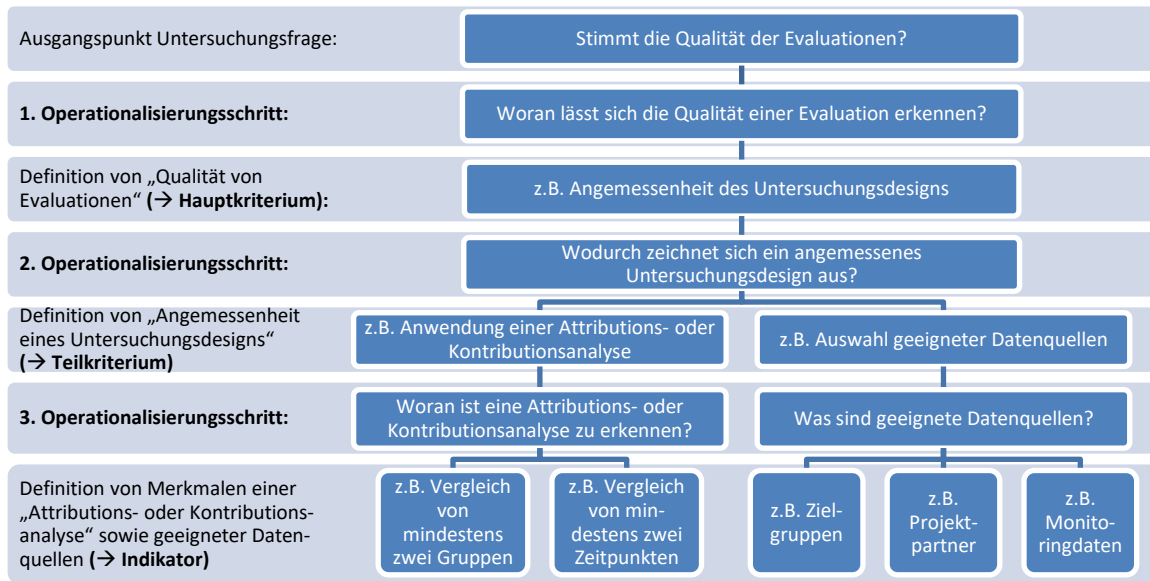 Ausgangspunkt Untersuchungsfrage:
Stimmt die Qualität der Evaluationen?
1. Operationalisierungsschritt:
Woran lässt sich die Qualität einer Evaluation erkennen?
Definition von „Qualität von
Evaluationen“ (→ Hauptkriterium):
z.B. Angemessenheit des Untersuchungsdesigns
2. Operationalisierungsschritt:
Wodurch zeichnet sich ein angemessenes
Untersuchungsdesign aus?
Definition von „Angemessenheit
eines Untersuchungsdesigns“
(→ Teilkriterium)
z.B. Anwendung einer Attributions- oder
Kontributionsanalyse
z.B. Auswahl geeigneter Datenquellen
3. Operationalisierungsschritt:
Woran ist eine Attributions- oder
Kontributionsanalyse zu erkennen?
Was sind geeignete Datenquellen?
Definition von Merkmalen einer
„Attributions- oder Kontributions-
analyse“ sowie geeigneter Daten-
quellen (→ Indikator)
z.B. Vergleich
von
mindestens
zwei Gruppen
z.B. Vergleich
von min-
destens zwei
Zeitpunkten
z.B. Ziel-
gruppen
z.B.
Projekt-
partner
z.B.
Monito-
ringdaten